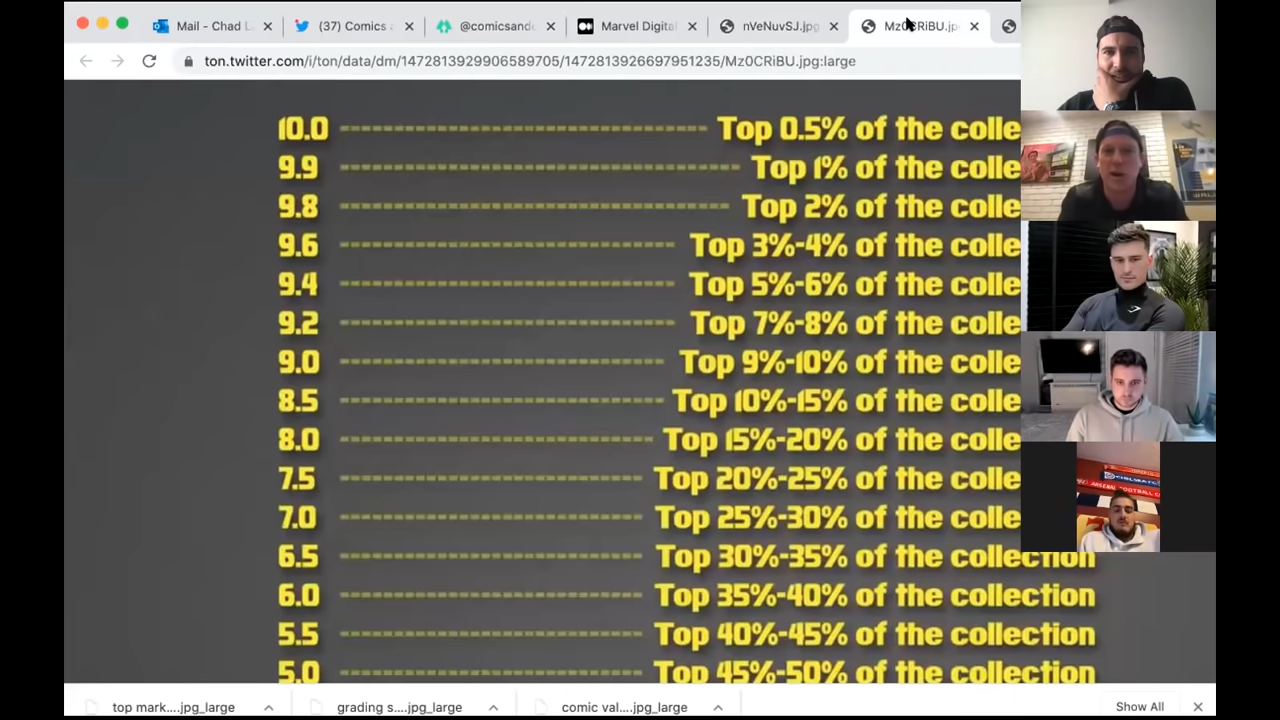 Mail - Chad L
(37) Comics a
@comicsand
Marvel Digital
nVeNuvSJ.jpg
Mz0CRiBU.jp
ton.twitter.com/i/ton/data/dm/1472813929906589705/1472813926697951235/Mz0CRiBU.jpg:large
10.0 Top 0.5% of the colle
9.9 Top 1% of the colle
9.8 Top 2% of the colle
9.6 Top 3%-4% of the colle
9.4 Top 5%-6% of the colle
9.2 Top 7%-8% of the colle
9.0 Top 9%-10% of the colle
8.5 Top 10%-15% of the colle
8.0 Top 15%-20% of the colle
7.5 Top 20%-25% of the colle
7.0 Top 25%-30% of the colle
6.5 Top 30%-35% of the collection
6.0 Top 35%-40% of the collection
5.5 Top 40%-45% of the collection
5.0 Top 45%-50% of the collection
ARSENAL FOOTBALL C
top mark....jpg_large
grading s....jpg_large
comic val....jpg_large
Show All